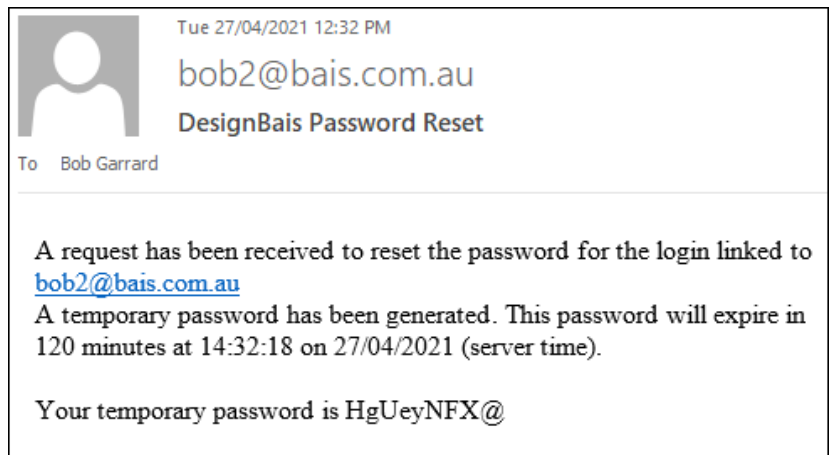 Tue 27/04/2021 12:32 PM
bob2@bais.com.au
DesignBais Password Reset
To Bob Garrard
A request has been received to reset the password for the login linked to
bob2@bais.com.au
A temporary password has been generated. This password will expire in
120 minutes at 14:32:18 on 27/04/2021 (server time).
Your temporary password is HgUeyNFX@